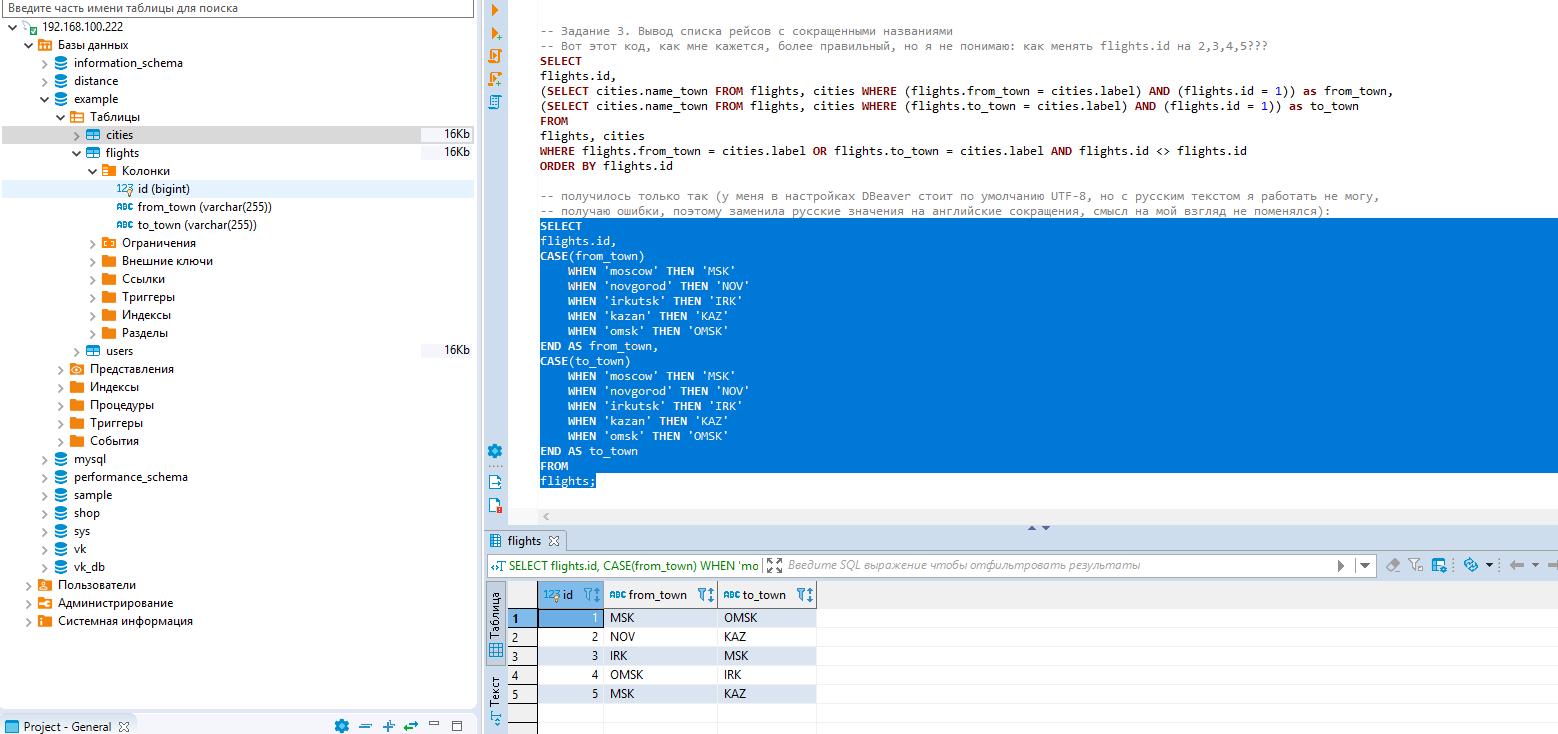 Введите часть имени таблицы для поиска
192.168.100.222
Базы данных
information_schema
distance
example
Таблицы
cities 16Kb
flights 16Kb
Колонки
123 id (bigint)
ABC from_town (varchar(255))
ABC to_town (varchar(255))
Ограничения
Внешние ключи
Ссылки
Триггеры
Индексы
Разделы
users 16Kb
Представления
Индексы
Процедуры
Триггеры
События
mysql
performance_schema
sample
shop
sys
vk
vk_db
Пользователи
Администрирование
Системная информация
Project - General
-- Задание 3. Вывод списка рейсов с сокращенными названиями
-- Вот этот код, как мне кажется, более правильный, но я не понимаю: как менять flights.id на 2,3,4,5???
SELECT
flights.id,
(SELECT cities.name_town FROM flights, cities WHERE (flights.from_town = cities.label) AND (flights.id = 1)) as from_town,
(SELECT cities.name_town FROM flights, cities WHERE (flights.to_town = cities.label) AND (flights.id = 1)) as to_town
FROM
flights, cities
WHERE flights.from_town = cities.label OR flights.to_town = cities.label AND flights.id <> flights.id
ORDER BY flights.id
-- получилось только так (у меня в настройках DBeaver стоит по умолчанию UTF-8, но с русским текстом я работать не могу,
-- получаю ошибки, поэтому заменила русские значения на английские сокращения, смысл на мой взгляд не поменялся):
SELECT
flights.id,
CASE(from_town)
WHEN 'moscow' THEN 'MSK'
WHEN 'novgorod' THEN 'NOV'
WHEN 'irkutsk' THEN 'IRK'
WHEN 'kazan' THEN 'KAZ'
WHEN 'omsk' THEN 'OMSK'
END AS from_town,
CASE(to_town)
WHEN 'moscow' THEN 'MSK'
WHEN 'novgorod' THEN 'NOV'
WHEN 'irkutsk' THEN 'IRK'
WHEN 'kazan' THEN 'KAZ'
WHEN 'omsk' THEN 'OMSK'
END AS to_town
FROM
flights;
flights
SELECT flights.id, CASE(from_town) WHEN 'mo
Введите SQL выражение чтобы отфильтровать результаты
Таблица
Текст
123 id ABC from_town ABC to_town
1 1 MSK OMSK
2 2 NOV KAZ
3 3 IRK MSK
4 4 OMSK IRK
5 5 MSK KAZ